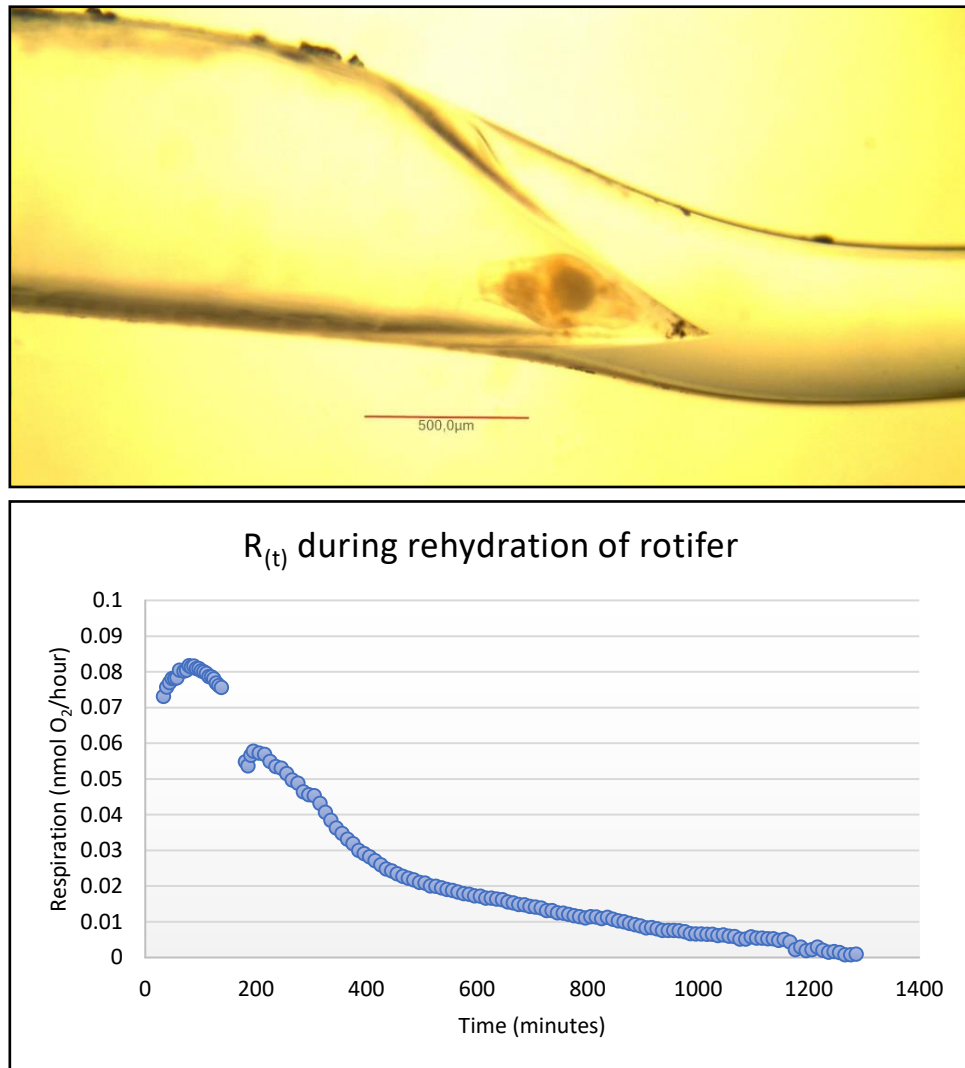 500,0µm
R(t) during rehydration of rotifer
0.1
0.09
0.08
0.07
0.06
0.05
0.04
0.03
0.02
0.01
0
Respiration (nmol O2/hour)
0 200 400 600 800 1000 1200 1400
Time (minutes)